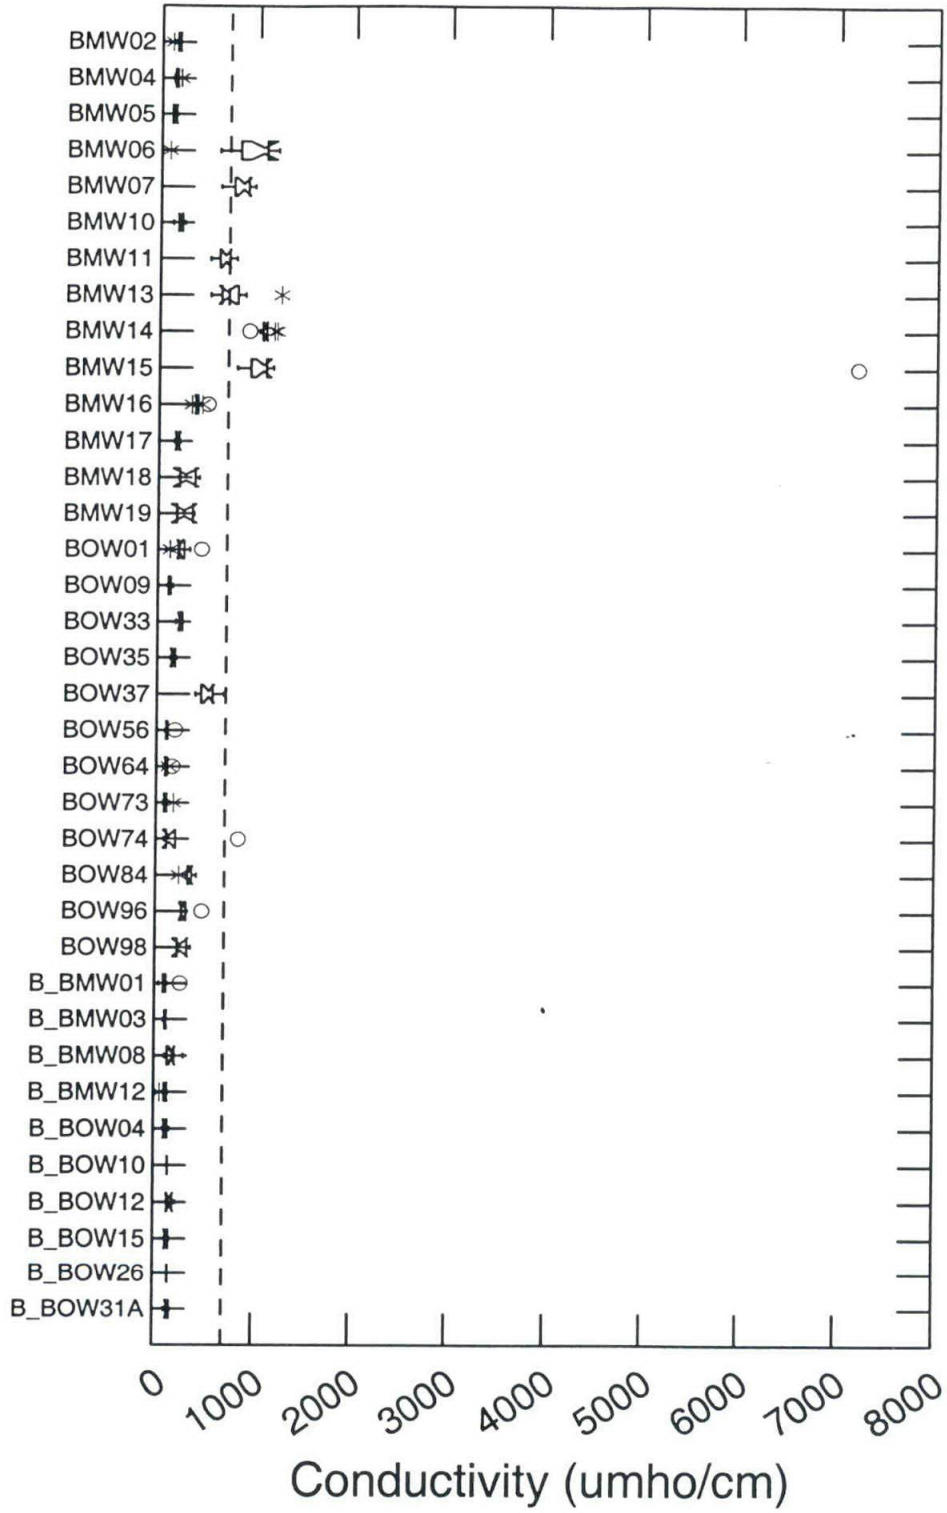 BMW02
BMW04
BMW05
BMW06
BMW07
BMW10
BMW11
BMW13
BMW14
BMW15
BMW16
BMW17
BMW18
BMW19
BOW01
BOW09
BOW33
BOW35
BOW37
BOW56
BOW64
BOW73
BOW74
BOW84
BOW96
BOW98
B_BMW01
B_BMW03
B_BMW08
B_BMW12
B_BOW04
B_BOW10
B_BOW12
B_BOW15
B_BOW26
B_BOW31A
0 1000 2000 3000 4000 5000 6000 7000 8000
Conductivity (umho/cm)